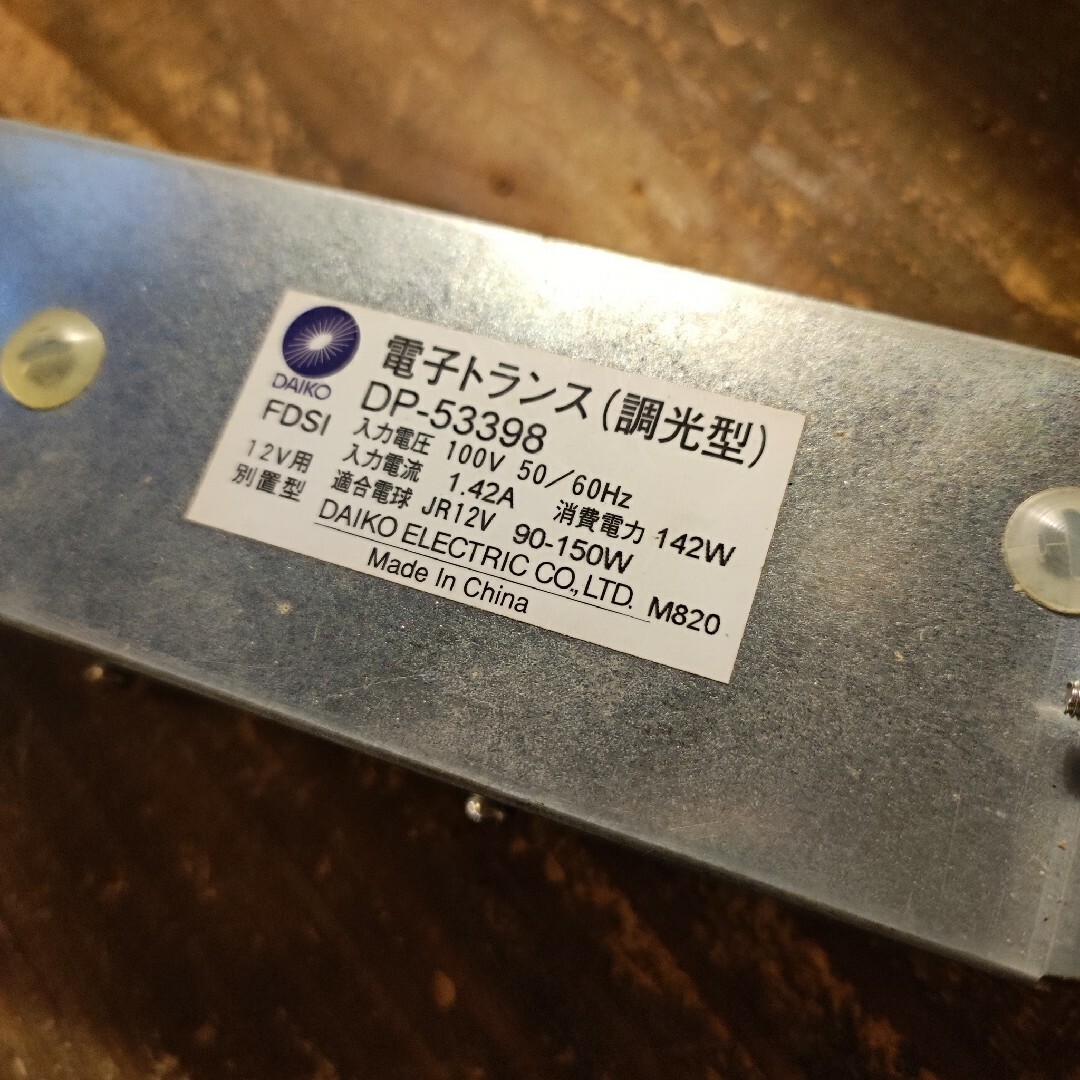 DAIKO
電子トランス(調光型)
FDSI DP-53398
12V用
別置型
入力電圧 100V 50/60Hz
入力電流 1.42A 消費電力 142W
適合電球 JR12V 90-150W
DAIKO ELECTRIC CO.,LTD. M820
Made In China